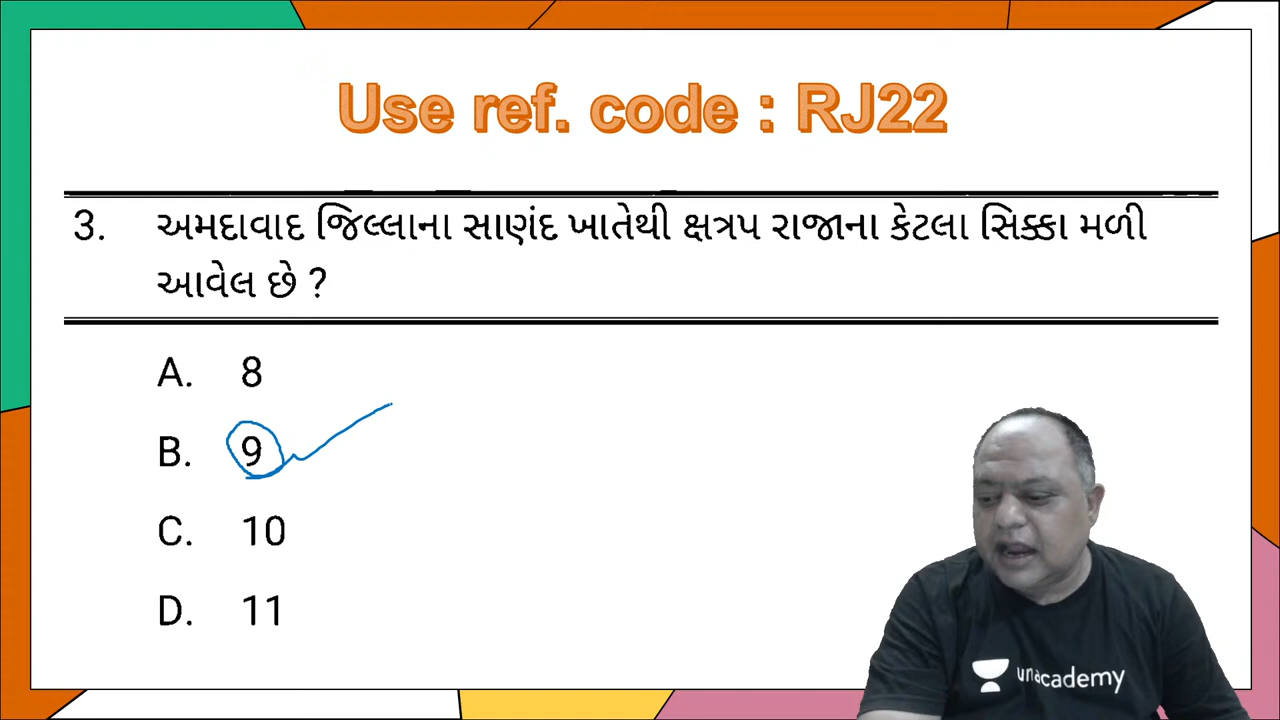 Use ref. code : RJ22
3. અમદાવાદ જિલ્લાના સાણંદ ખાતેથી ક્ષત્રપ રાજાના કેટલા સિક્કા મળી
આવેલ છે ?
A. 8
B. 9
C. 10
D. 11
unacademy